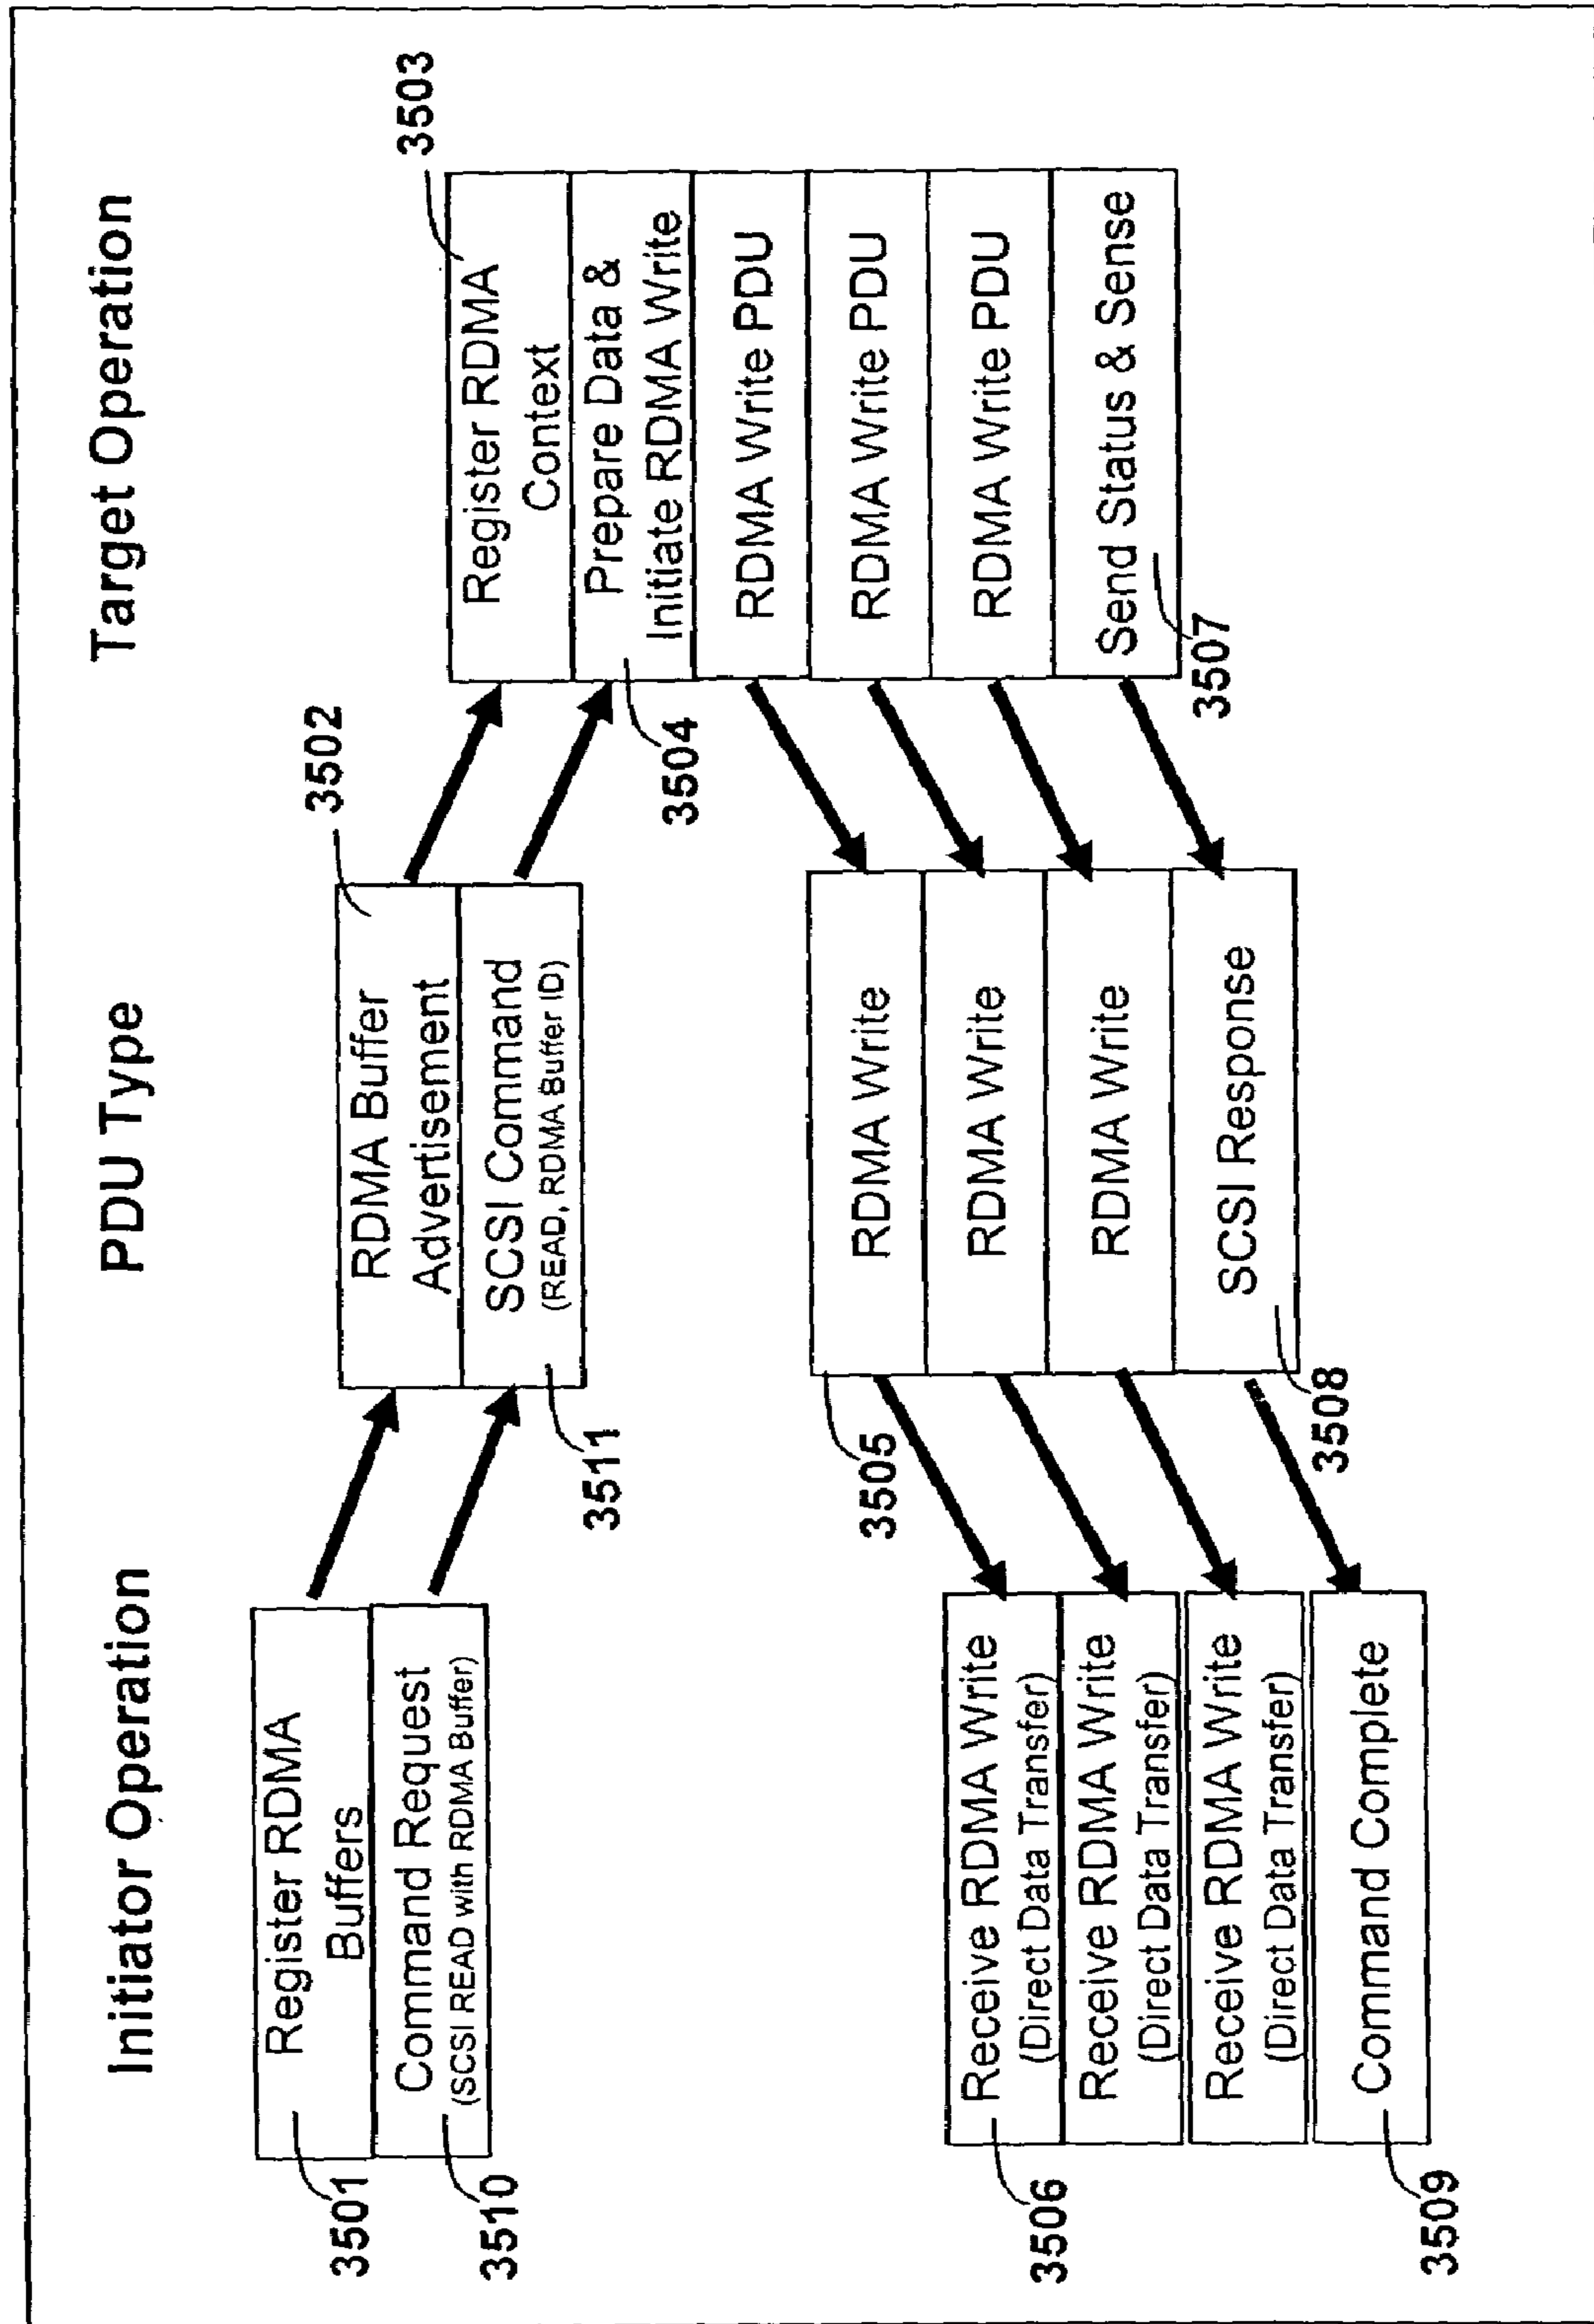 Initiator Operation
PDU Type
Target Operation
3501
Register RDMA
Buffers
3510
Command Request
(SCSI READ with RDMA Buffer)
3502
RDMA Buffer
Advertisement
3511
SCSI Command
(READ, RDMA Buffer ID)
3503
Register RDMA
Context
3504
Prepare Data &
Initiate RDMA Write
RDMA Write PDU
RDMA Write PDU
RDMA Write PDU
Send Status & Sense
3507
3505
RDMA Write
RDMA Write
RDMA Write
SCSI Response
3508
3506
Receive RDMA Write
(Direct Data Transfer)
Receive RDMA Write
(Direct Data Transfer)
Receive RDMA Write
(Direct Data Transfer)
Command Complete
3509